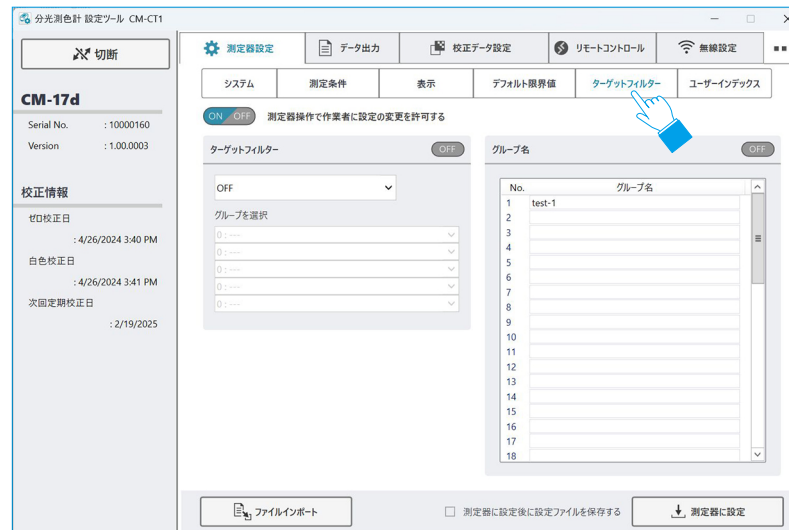 分光測色計 設定ツール CM-CT1
切断
CM-17d
Serial No. : 10000160
Version : 1.00.0003
校正情報
ゼロ校正日
: 4/26/2024 3:40 PM
白色校正日
: 4/26/2024 3:41 PM
次回定期校正日
: 2/19/2025
測定器設定 データ出力 校正データ設定 リモートコントロール 無線設定
システム 測定条件 表示 デフォルト限界値 ターゲットフィルター ユーザーインデックス
ON OFF 測定器操作で作業者に設定の変更を許可する
ターゲットフィルター OFF
OFF
グループを選択
0 : ---
0 : ---
0 : ---
0 : ---
0 : ---
グループ名 OFF
No. グループ名
1 test-1
2
3
4
5
6
7
8
9
10
11
12
13
14
15
16
17
18
ファイルインポート
測定器に設定後に設定ファイルを保存する
測定器に設定